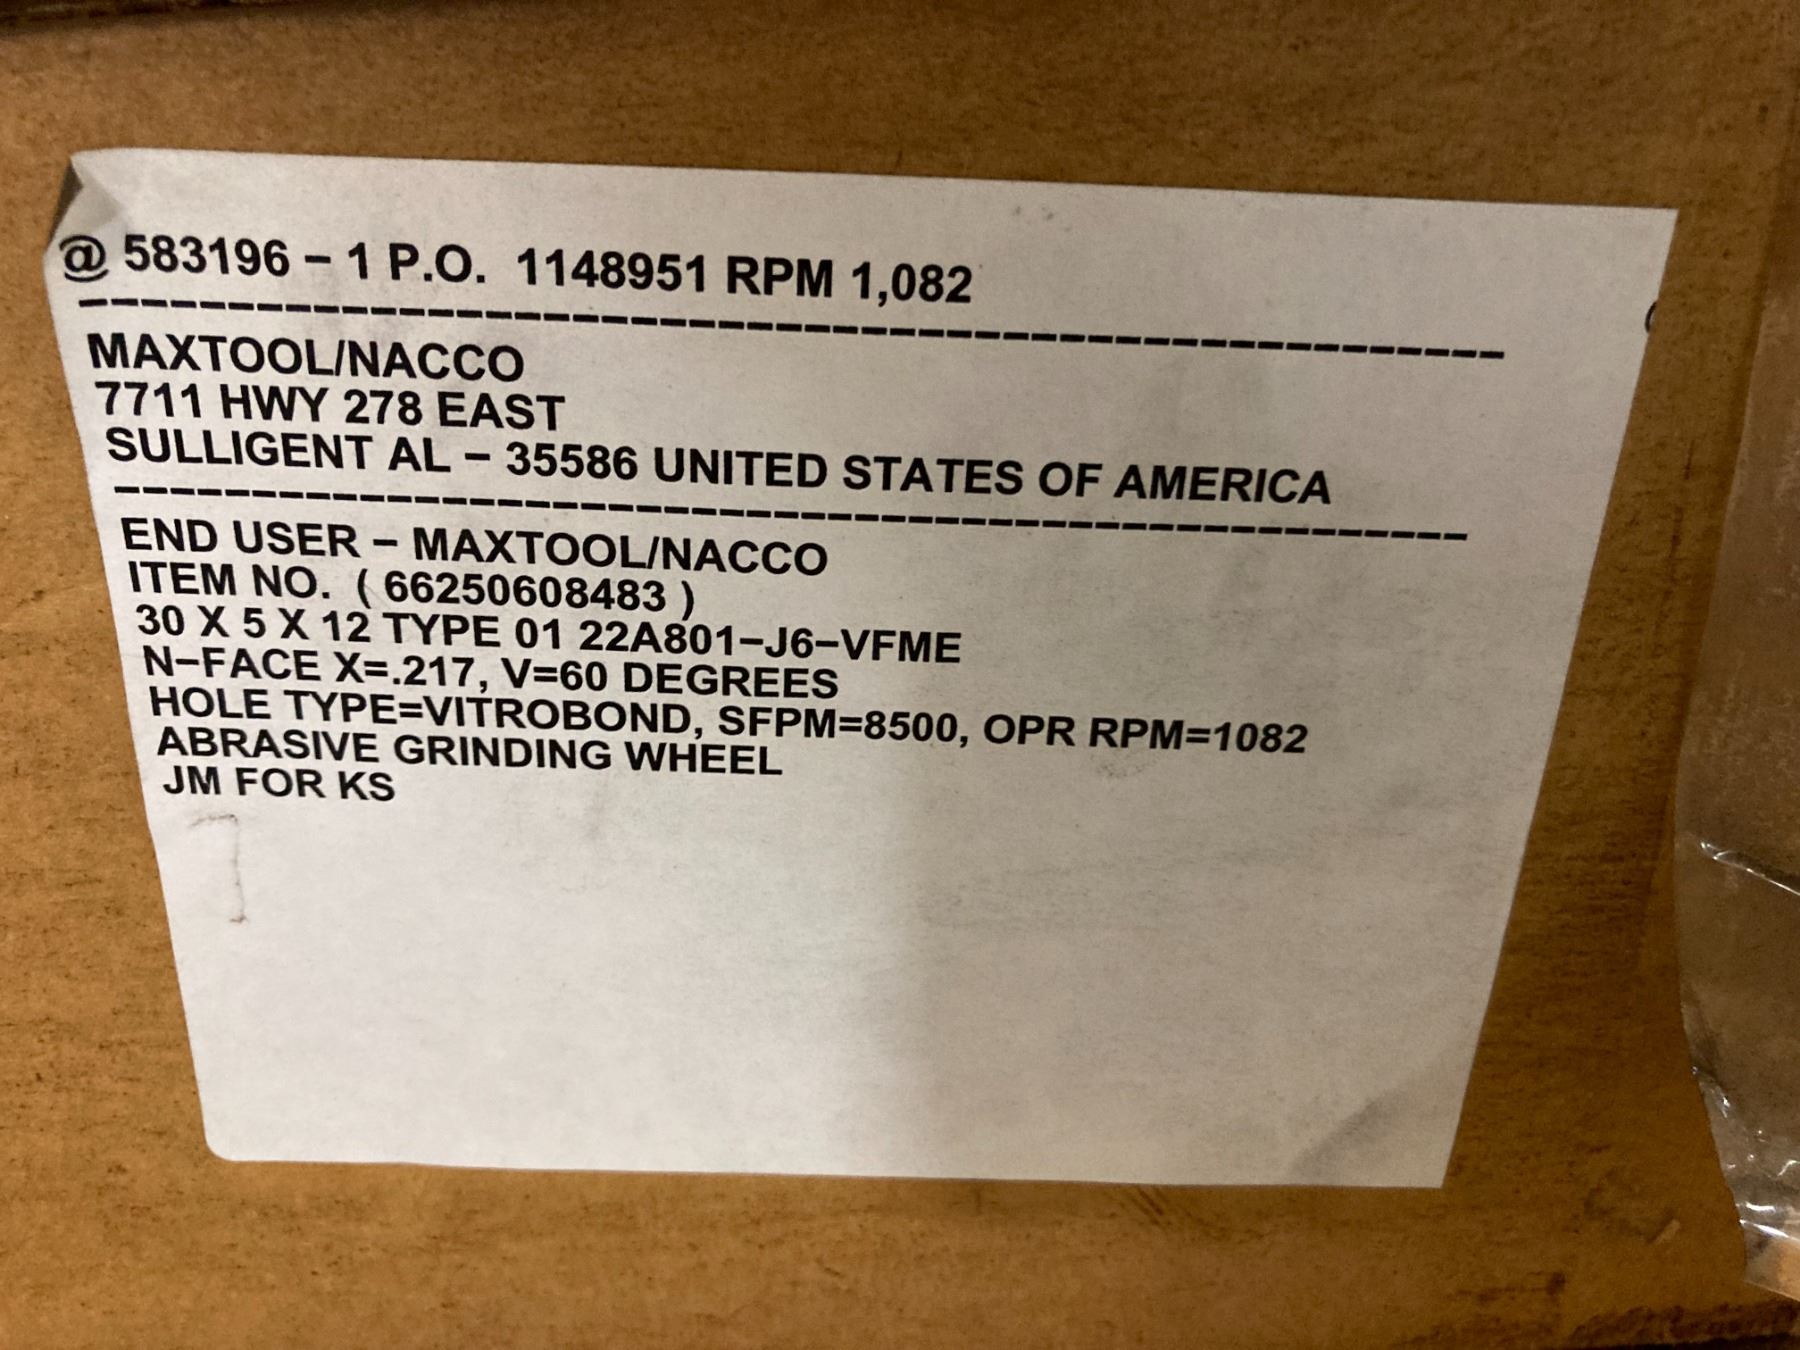 @ 583196 – 1 P.O. 1148951 RPM 1,082
MAXTOOL/NACCO
7711 HWY 278 EAST
SULLIGENT AL – 35586 UNITED STATES OF AMERICA
END USER – MAXTOOL/NACCO
ITEM NO. ( 66250608483 )
30 X 5 X 12 TYPE 01 22A801–J6–VFME
N–FACE X=.217, V=60 DEGREES
HOLE TYPE=VITROBOND, SFPM=8500, OPR RPM=1082
ABRASIVE GRINDING WHEEL
JM FOR KS